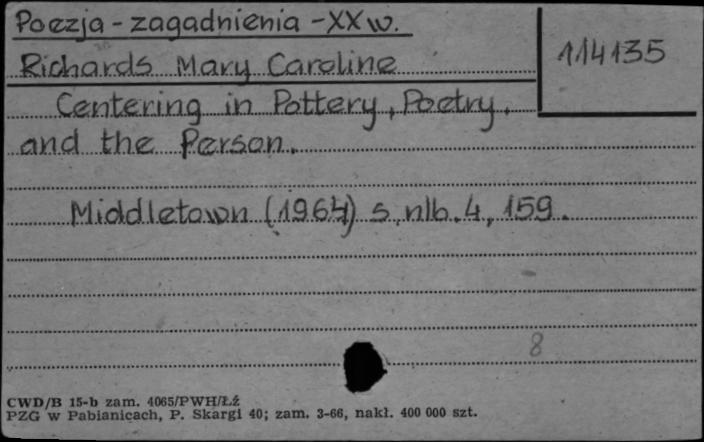 Poezja - zagadnienia - XX w.
114135
Richards Mary Caroline
Centering in Pottery, Poetry,
and the Person.
Middletown (1964) s. nlb. 4, 159.
8
CWD/B 15-b zam. 4065/PWH/Łź
PZG w Pabianicach, P. Skargi 40; zam. 3-66, nakł. 400 000 szt.